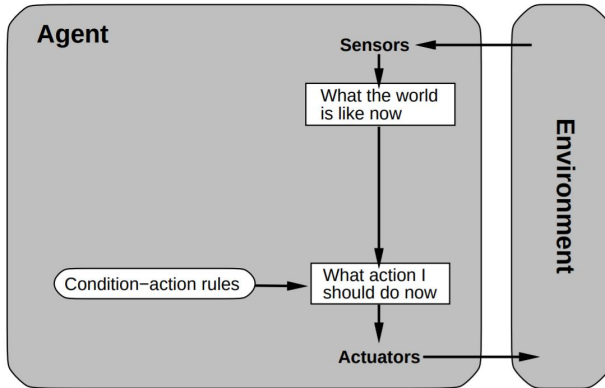 Agent
Sensors
What the world
is like now
Environment
Condition−action rules
What action I
should do now
Actuators